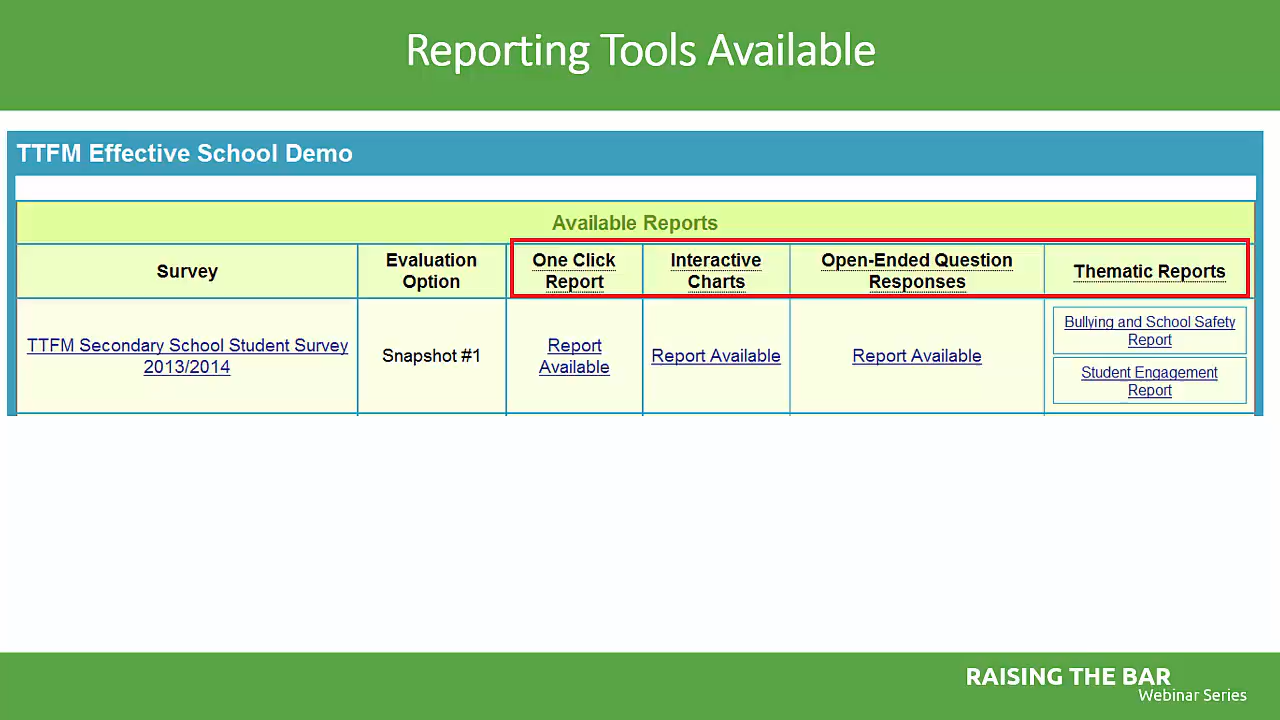 Reporting Tools Available
TTFM Effective School Demo
Available Reports
Survey
Evaluation
Option
One Click
Report
Interactive
Charts
Open-Ended Question
Responses
Thematic Reports
TTFM Secondary School Student Survey
2013/2014
Snapshot #1
Report
Available
Report Available
Report Available
Bullying and School Safety
Report
Student Engagement
Report
RAISING THE BAR
Webinar Series